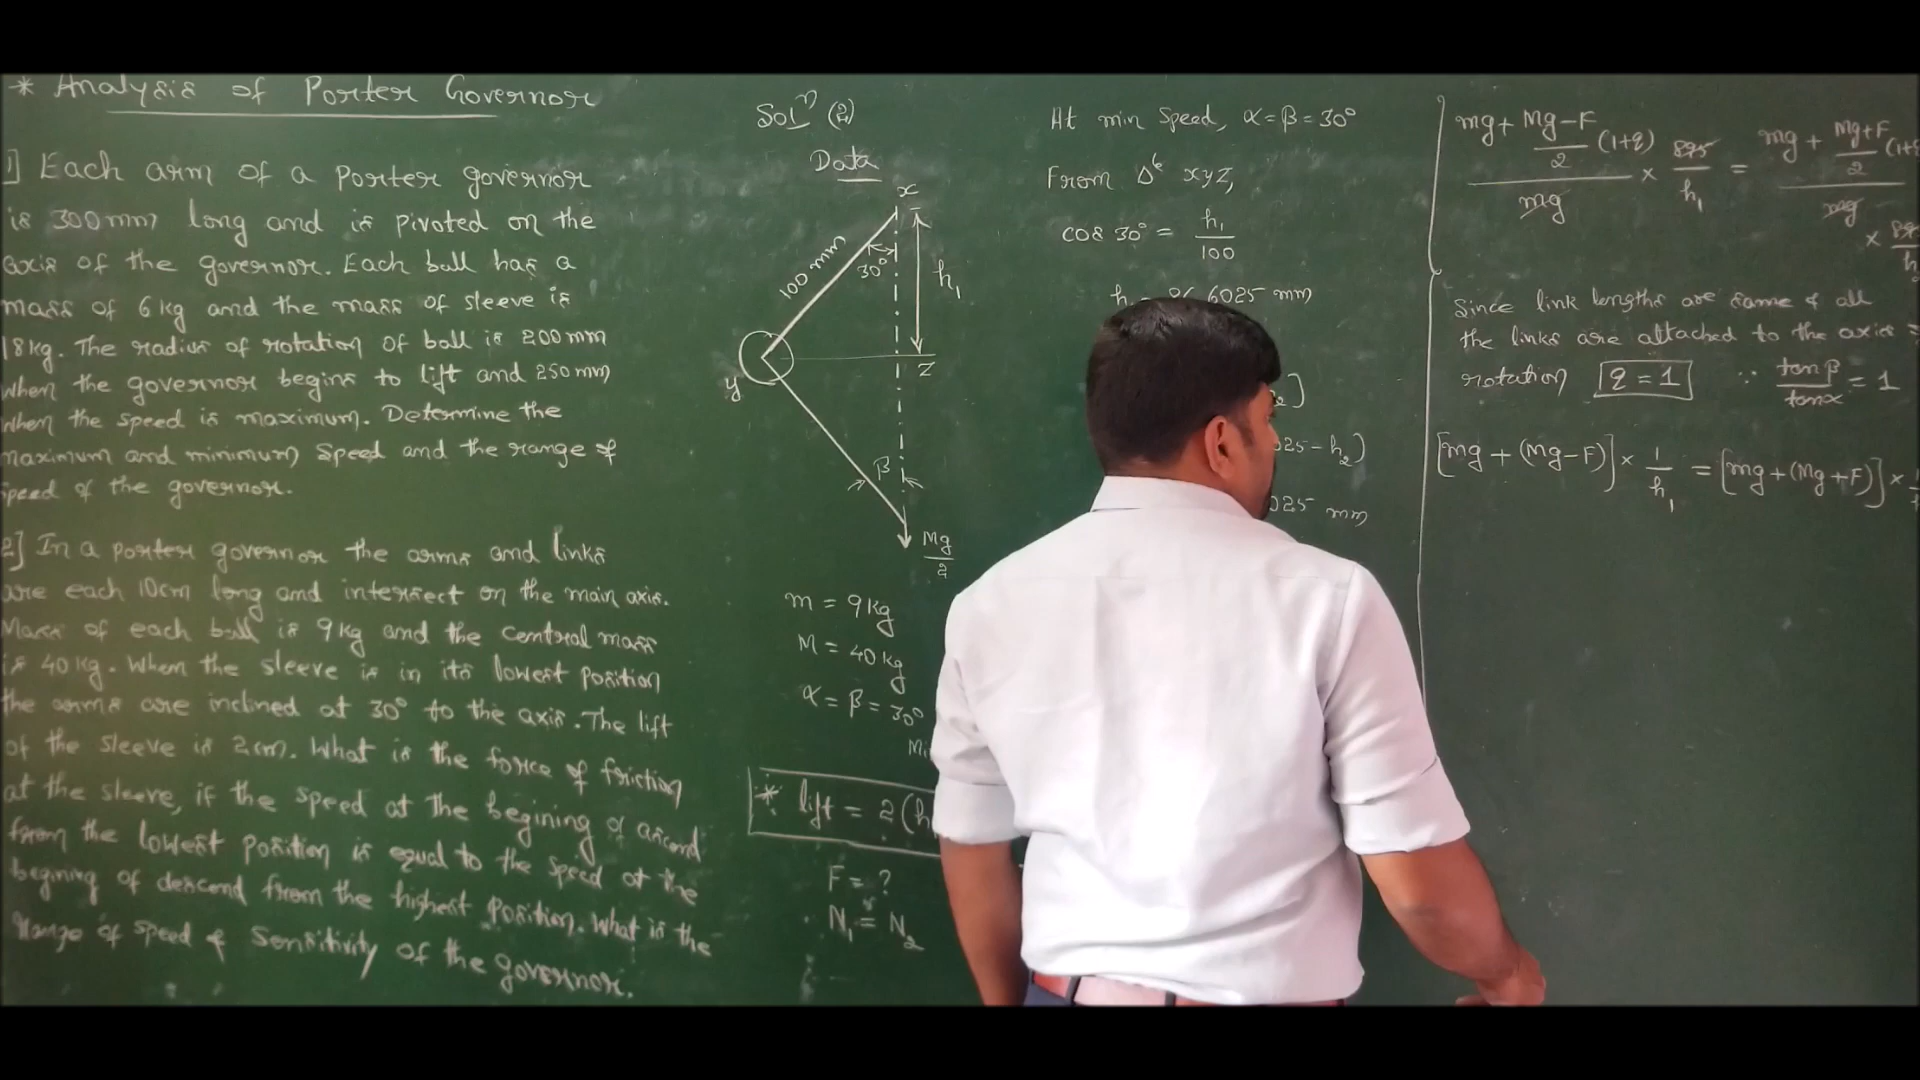 * Analysis of Porter Governor
1] Each arm of a porter governor
is 300mm long and is pivoted on the
axis of the governor. Each ball has a
mass of 6kg and the mass of sleeve is
18kg. The radius of rotation of ball is 200mm
when the governor begins to lift and 250mm
when the speed is maximum. Determine the
maximum and minimum speed and the range of
speed of the governor.
2] In a porter governor the arms and links
are each 10cm long and intersect on the main axis.
Mass of each ball is 9kg and the central mass
is 40kg. When the sleeve is in its lowest position
the arms are inclined at 30° to the axis. The lift
of the sleeve is 2cm. What is the force of friction
at the sleeve, if the speed at the begining of ascend
from the lowest position is equal to the speed at the
begining of descend from the highest position. What is the
range of speed & Sensitivity of the governor.
Solⁿ (2)
Data
x
100 mm
30°
h₁
y
z
β
Mg/2
m = 9kg
M = 40kg
α = β = 30°
* lift = 2(h
F = ?
N₁ = N₂
At min speed, α = β = 30°
From Δˡᵉ xyz,
cos 30° = h₁/100
6025 mm
025 - h₂)
025 mm
mg + Mg-F/2 (1+q) / mg × 895/h₁ = mg + Mg+F/2 (1+ / mg
× 89 / h
Since link lengths are same & all
the links are attached to the axis
rotation q = 1 ∵ tanβ/tanα = 1
[mg + (Mg-F)] × 1/h₁ = [mg + (Mg+F)] ×